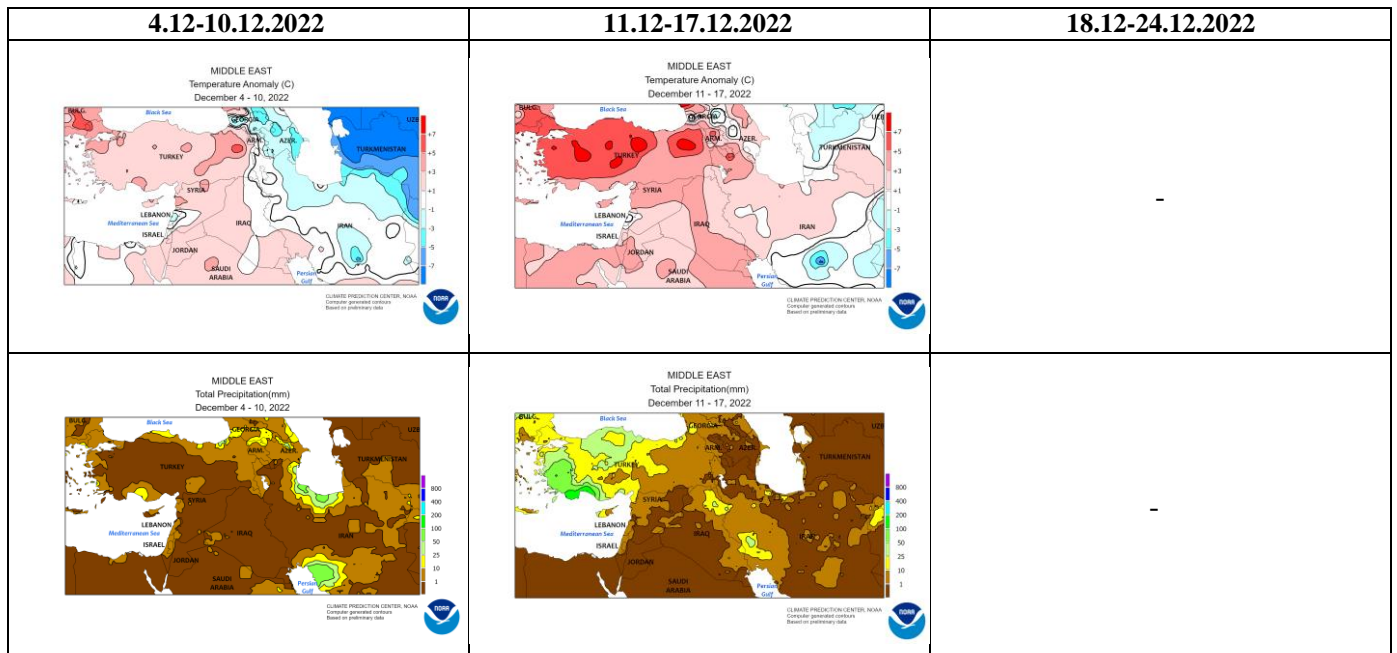 4.12-10.12.2022
11.12-17.12.2022
18.12-24.12.2022
MIDDLE EAST
Temperature Anomaly (C)
December 4 - 10, 2022
BULG.
Black Sea
UZB
ARM.
AZER.
TURKEY
TURKMENISTAN
SYRIA
LEBANON
Mediterranean Sea
ISRAEL
IRAQ
IRAN
JORDAN
SAUDI
ARABIA
Persian
Gulf
+7
+5
+3
+1
-1
-3
-5
-7
CLIMATE PREDICTION CENTER, NOAA
Computer generated contours
Based on preliminary data
NOAA
MIDDLE EAST
Temperature Anomaly (C)
December 11 - 17, 2022
BULG.
Black Sea
UZB
ARM.
AZER.
TURKEY
TURKMENISTAN
SYRIA
LEBANON
Mediterranean Sea
ISRAEL
IRAQ
IRAN
JORDAN
SAUDI
ARABIA
Persian
Gulf
+7
+5
+3
+1
-1
-3
-5
-7
CLIMATE PREDICTION CENTER, NOAA
Computer generated contours
Based on preliminary data
NOAA
-
MIDDLE EAST
Total Precipitation(mm)
December 4 - 10, 2022
BULG.
Black Sea
GEORGIA
UZB
ARM.
AZER.
TURKEY
TURKMENISTAN
SYRIA
LEBANON
Mediterranean Sea
ISRAEL
IRAQ
IRAN
JORDAN
SAUDI
ARABIA
Persian
Gulf
800
400
200
100
50
25
10
1
CLIMATE PREDICTION CENTER, NOAA
Computer generated contours
Based on preliminary data
NOAA
MIDDLE EAST
Total Precipitation(mm)
December 11 - 17, 2022
BULG.
Black Sea
GEORGIA
UZB
ARM.
AZER.
TURKEY
TURKMENISTAN
SYRIA
LEBANON
Mediterranean Sea
ISRAEL
IRAQ
IRAN
JORDAN
SAUDI
ARABIA
Persian
Gulf
800
400
200
100
50
25
10
1
CLIMATE PREDICTION CENTER, NOAA
Computer generated contours
Based on preliminary data
NOAA
-